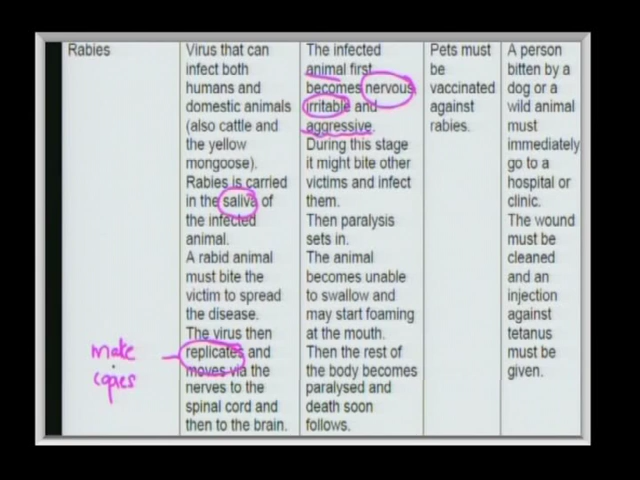 Rabies
Virus that can
infect both
humans and
domestic animals
(also cattle and
the yellow
mongoose).
Rabies is carried
in the saliva of
the infected
animal.
A rabid animal
must bite the
victim to spread
the disease.
The virus then
replicates and
moves via the
nerves to the
spinal cord and
then to the brain.
The infected
animal first
becomes nervous,
irritable and
aggressive.
During this stage
it might bite other
victims and infect
them.
Then paralysis
sets in.
The animal
becomes unable
to swallow and
may start foaming
at the mouth.
Then the rest of
the body becomes
paralysed and
death soon
follows.
Pets must
be
vaccinated
against
rabies.
A person
bitten by a
dog or a
wild animal
must
immediately
go to a
hospital or
clinic.
The wound
must be
cleaned
and an
injection
against
tetanus
must be
given.
make
copies